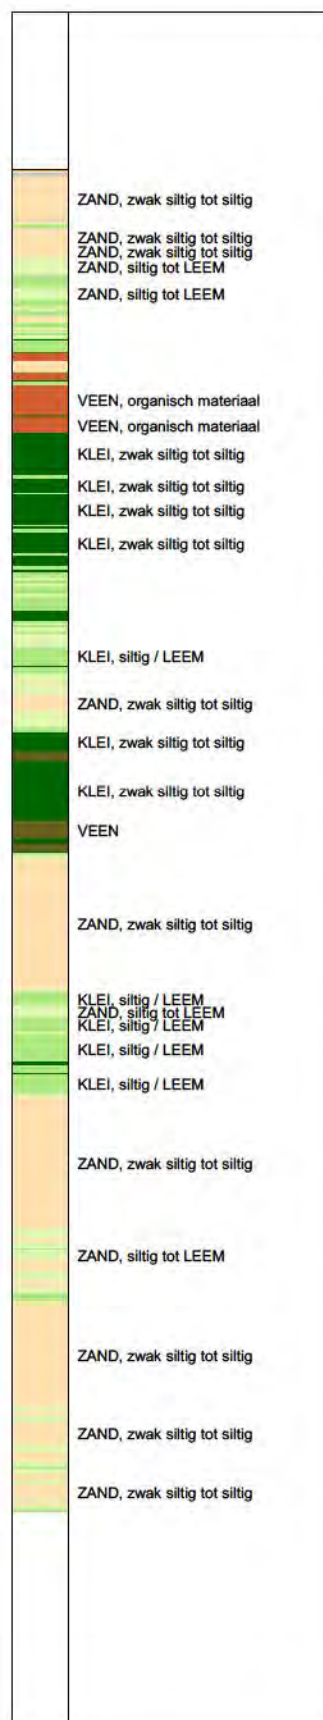 ZAND, zwak siltig tot siltig
ZAND, zwak siltig tot siltig
ZAND, zwak siltig tot siltig
ZAND, siltig tot LEEM
ZAND, siltig tot LEEM
VEEN, organisch materiaal
VEEN, organisch materiaal
KLEI, zwak siltig tot siltig
KLEI, zwak siltig tot siltig
KLEI, zwak siltig tot siltig
KLEI, zwak siltig tot siltig
KLEI, siltig / LEEM
ZAND, zwak siltig tot siltig
KLEI, zwak siltig tot siltig
KLEI, zwak siltig tot siltig
VEEN
ZAND, zwak siltig tot siltig
KLEI, siltig / LEEM
ZAND, siltig tot LEEM
KLEI, siltig / LEEM
KLEI, siltig / LEEM
KLEI, siltig / LEEM
ZAND, zwak siltig tot siltig
ZAND, siltig tot LEEM
ZAND, zwak siltig tot siltig
ZAND, zwak siltig tot siltig
ZAND, zwak siltig tot siltig